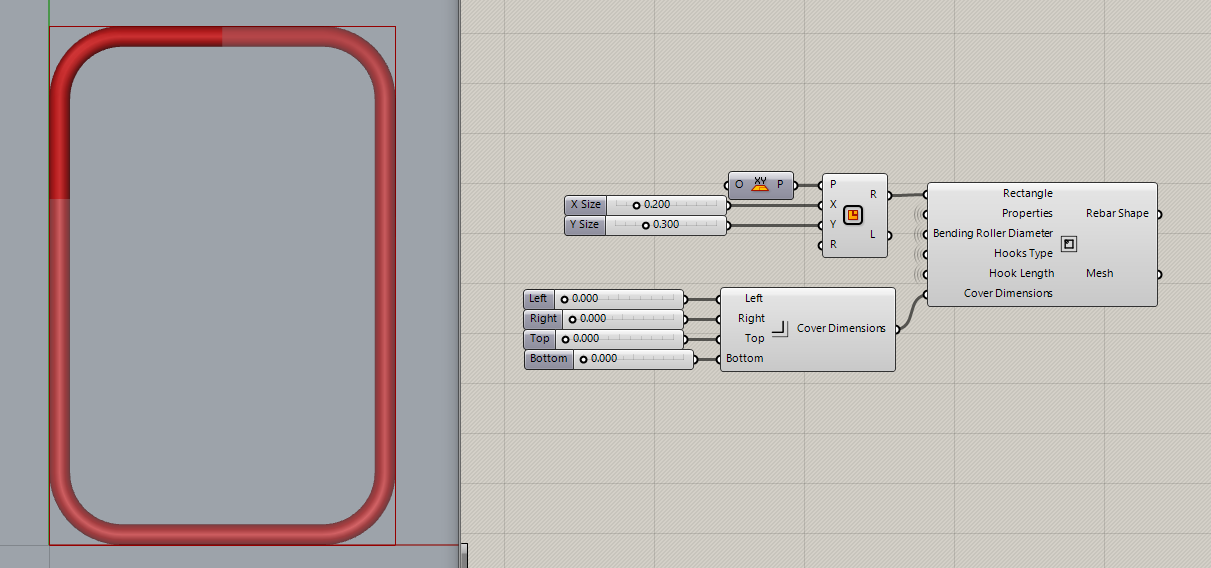 O XY P
P
R
X Size 0.200
X
Y Size 0.300
Y
L
R
Rectangle
Properties
Rebar Shape
Bending Roller Diameter
Hooks Type
Hook Length
Mesh
Cover Dimensions
Left 0.000
Left
Right 0.000
Right
Cover Dimensions
Top 0.000
Top
Bottom 0.000
Bottom